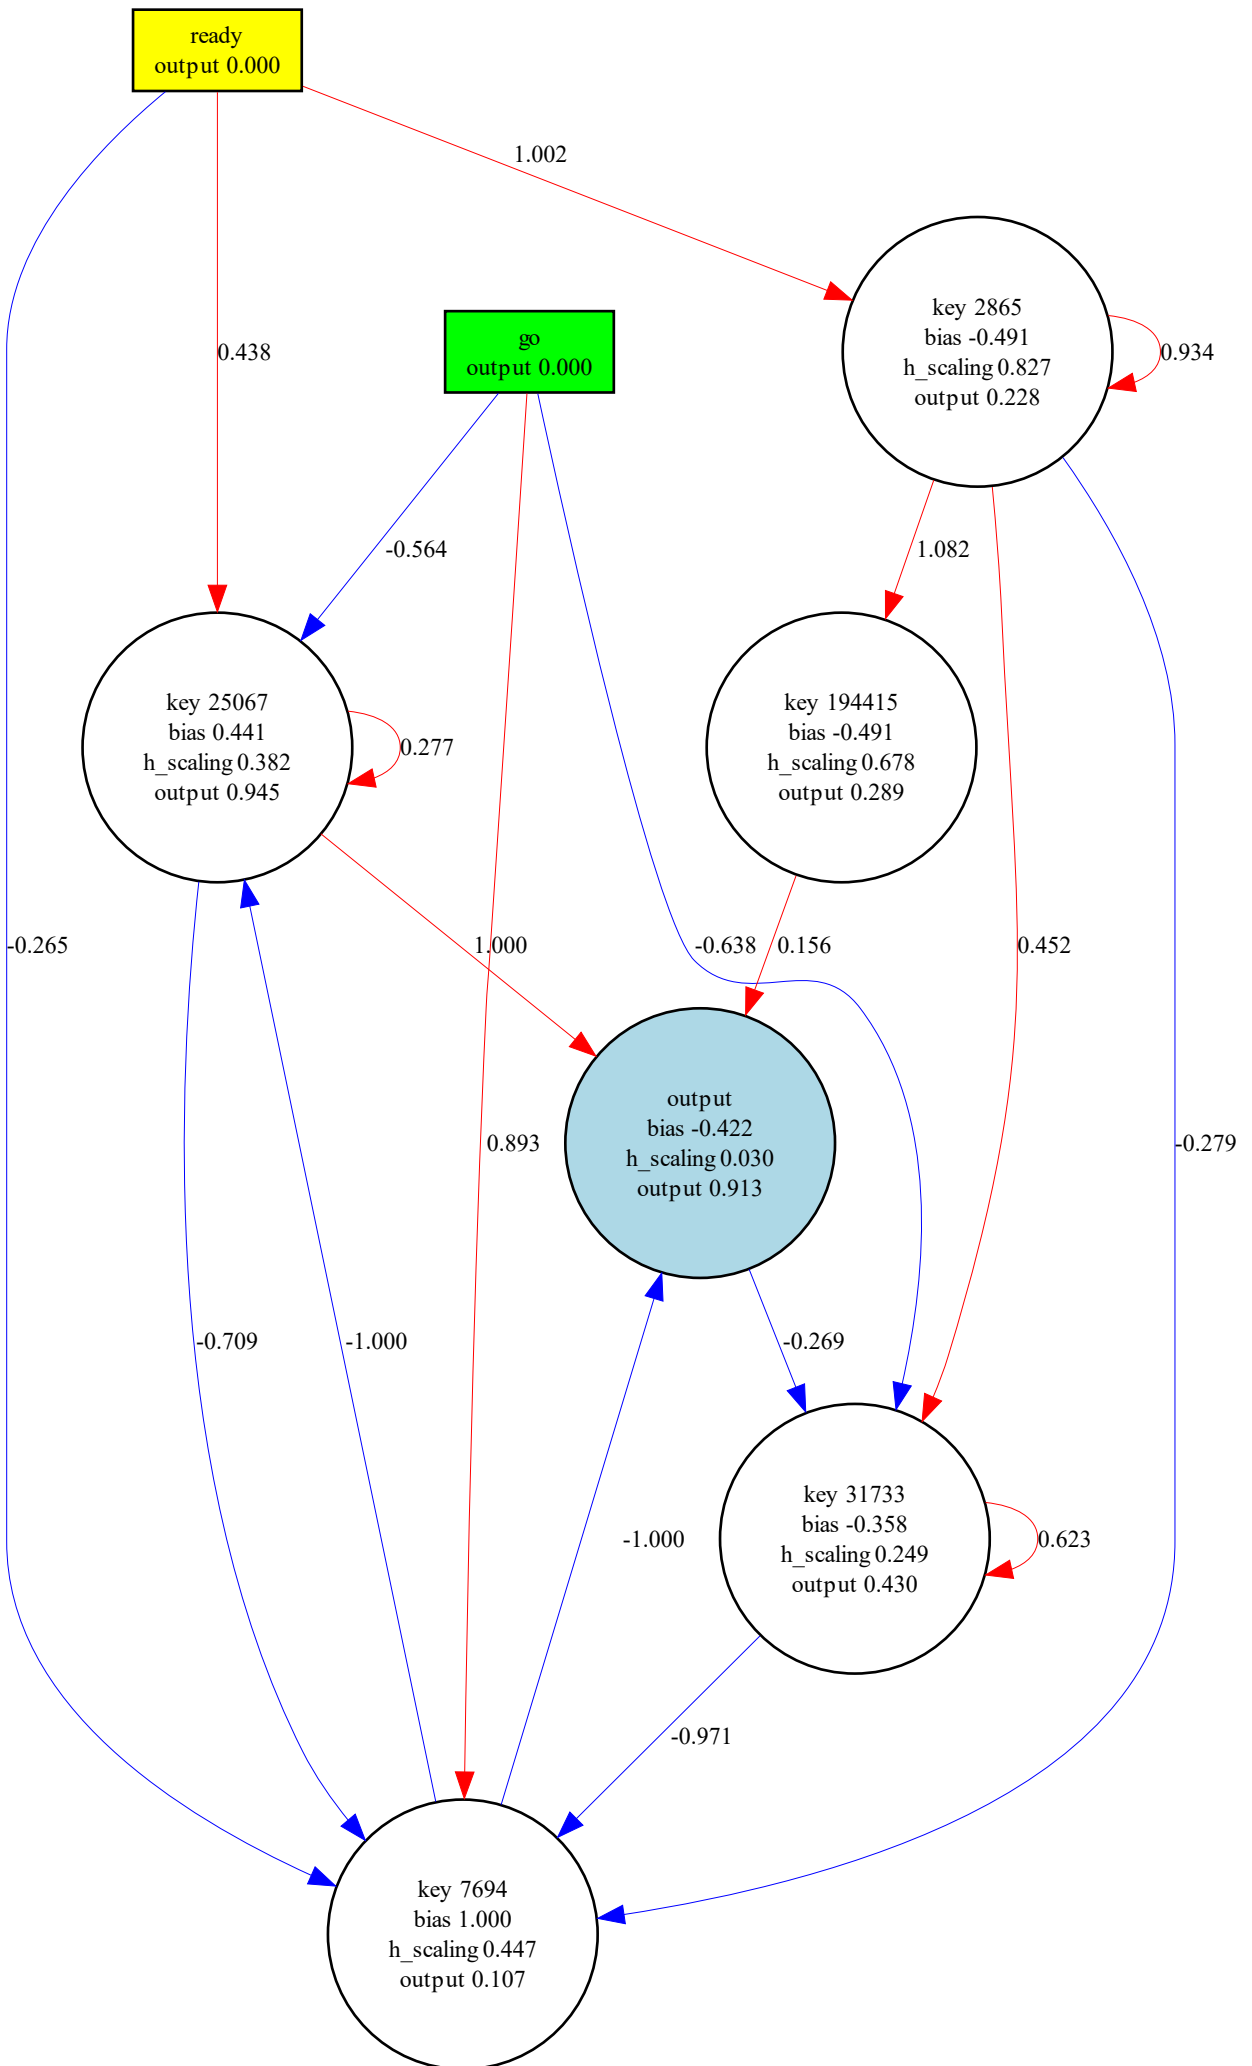 ready
output 0.000
1.002
key 2865
bias -0.491
h_scaling 0.827
output 0.228
0.934
go
output 0.000
0.438
-0.564
1.082
key 25067
bias 0.441
h_scaling 0.382
output 0.945
0.277
key 194415
bias -0.491
h_scaling 0.678
output 0.289
-0.265
1.000
-0.638
0.156
0.452
output
bias -0.422
h_scaling 0.030
output 0.913
0.893
-0.279
-0.709
-1.000
-0.269
-1.000
key 31733
bias -0.358
h_scaling 0.249
output 0.430
0.623
-0.971
key 7694
bias 1.000
h_scaling 0.447
output 0.107